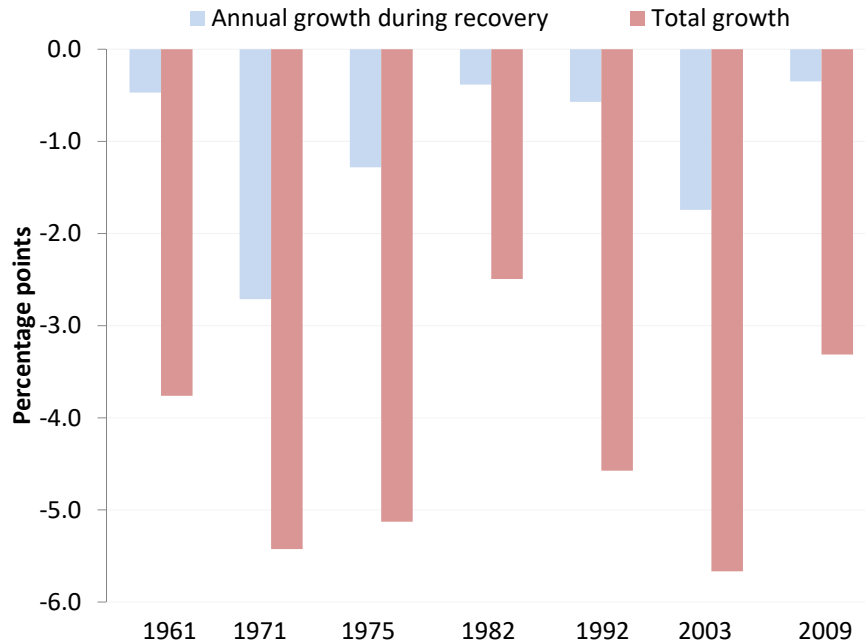 Annual growth during recovery
Total growth
Percentage points
0.0
-1.0
-2.0
-3.0
-4.0
-5.0
-6.0
1961 1971 1975 1982 1992 2003 2009